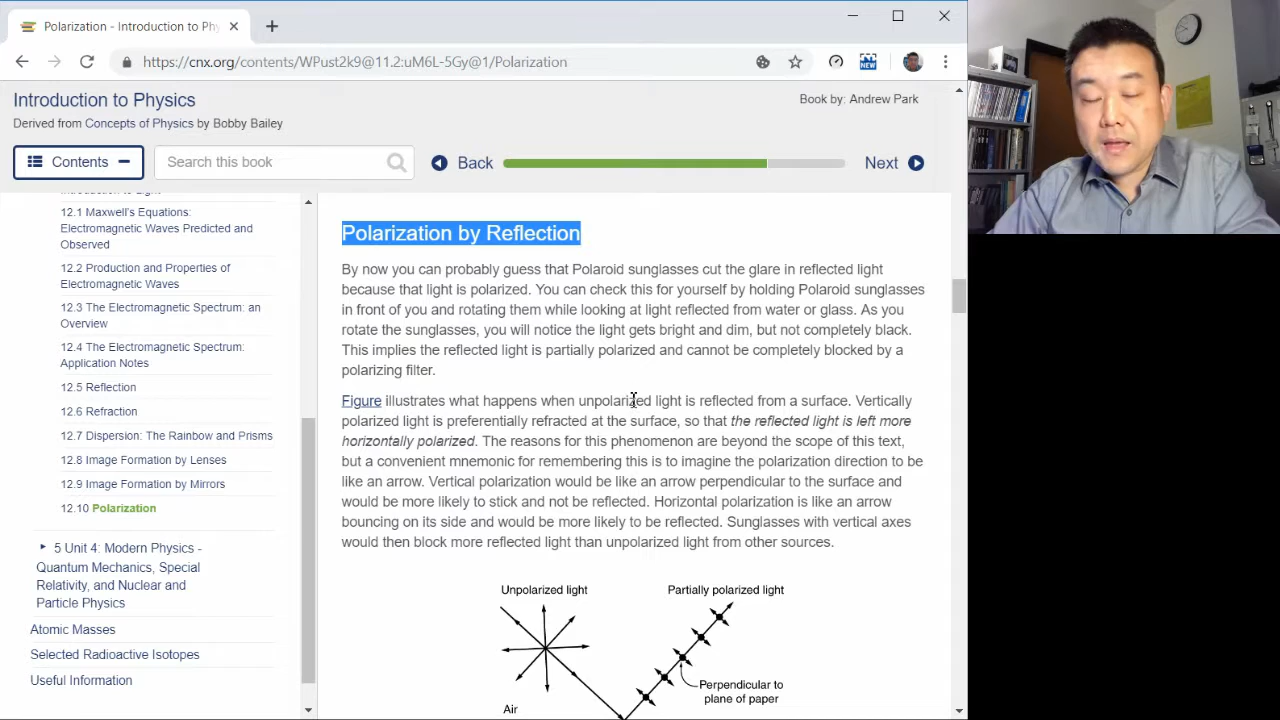 Polarization - Introduction to Phy
https://cnx.org/contents/WPust2k9@11.2:uM6L-5Gy@1/Polarization
NEW
Introduction to Physics
Book by: Andrew Park
Derived from Concepts of Physics by Bobby Bailey
Contents
Search this book
Back
Next
12.1 Maxwell's Equations:
Electromagnetic Waves Predicted and
Observed
12.2 Production and Properties of
Electromagnetic Waves
12.3 The Electromagnetic Spectrum: an
Overview
12.4 The Electromagnetic Spectrum:
Application Notes
12.5 Reflection
12.6 Refraction
12.7 Dispersion: The Rainbow and Prisms
12.8 Image Formation by Lenses
12.9 Image Formation by Mirrors
12.10 Polarization
5 Unit 4: Modern Physics -
Quantum Mechanics, Special
Relativity, and Nuclear and
Particle Physics
Atomic Masses
Selected Radioactive Isotopes
Useful Information
Polarization by Reflection
By now you can probably guess that Polaroid sunglasses cut the glare in reflected light
because that light is polarized. You can check this for yourself by holding Polaroid sunglasses
in front of you and rotating them while looking at light reflected from water or glass. As you
rotate the sunglasses, you will notice the light gets bright and dim, but not completely black.
This implies the reflected light is partially polarized and cannot be completely blocked by a
polarizing filter.
Figure illustrates what happens when unpolarized light is reflected from a surface. Vertically
polarized light is preferentially refracted at the surface, so that the reflected light is left more
horizontally polarized. The reasons for this phenomenon are beyond the scope of this text,
but a convenient mnemonic for remembering this is to imagine the polarization direction to be
like an arrow. Vertical polarization would be like an arrow perpendicular to the surface and
would be more likely to stick and not be reflected. Horizontal polarization is like an arrow
bouncing on its side and would be more likely to be reflected. Sunglasses with vertical axes
would then block more reflected light than unpolarized light from other sources.
Unpolarized light
Partially polarized light
Perpendicular to
plane of paper
Air